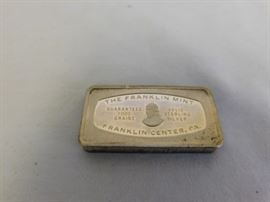 THE FRANKLIN MINT
GUARANTEED SOLID
1000 STERLING
GRAINS SILVER
FRANKLIN CENTER, PA.